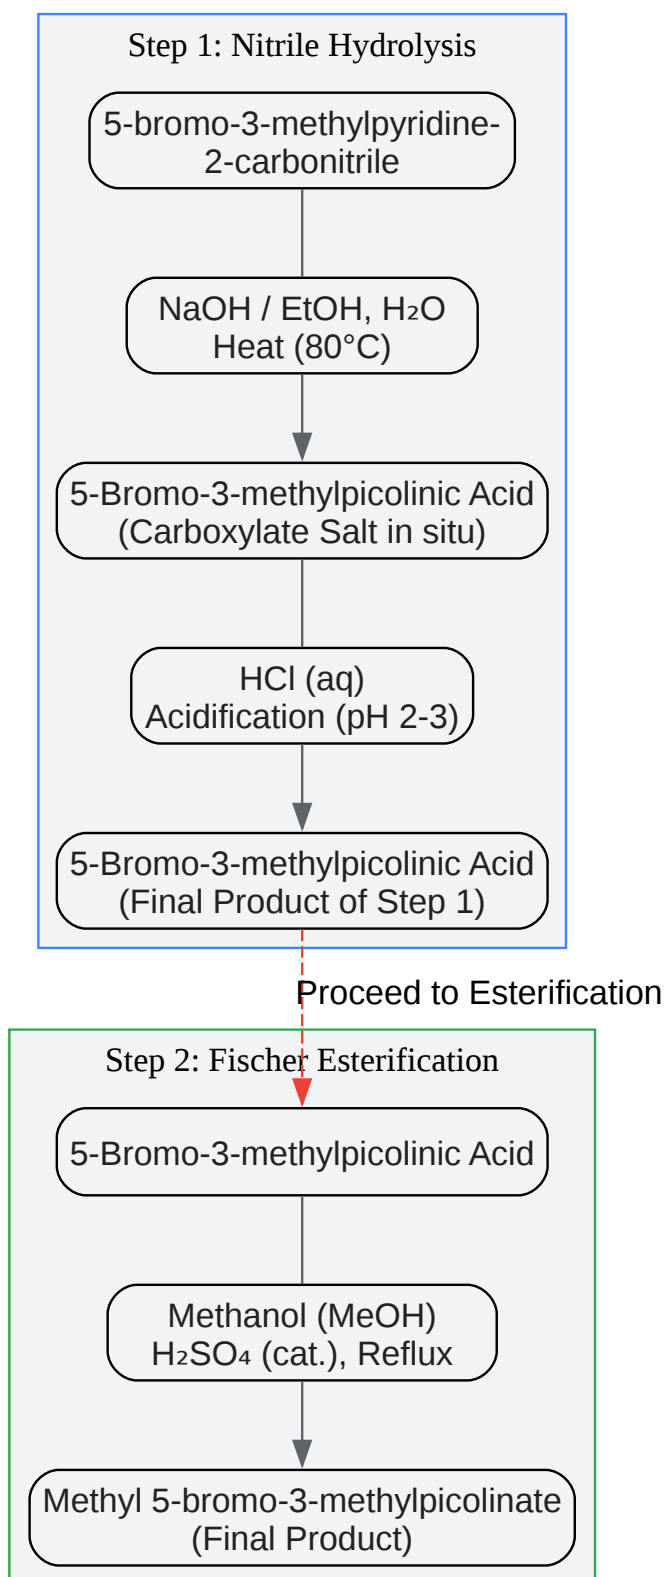 Step 1: Nitrile Hydrolysis
5-bromo-3-methylpyridine-
2-carbonitrile
NaOH / EtOH, H₂O
Heat (80°C)
5-Bromo-3-methylpicolinic Acid
(Carboxylate Salt in situ)
HCl (aq)
Acidification (pH 2-3)
5-Bromo-3-methylpicolinic Acid
(Final Product of Step 1)
Proceed to Esterification
Step 2: Fischer Esterification
5-Bromo-3-methylpicolinic Acid
Methanol (MeOH)
H₂SO₄ (cat.), Reflux
Methyl 5-bromo-3-methylpicolinate
(Final Product)